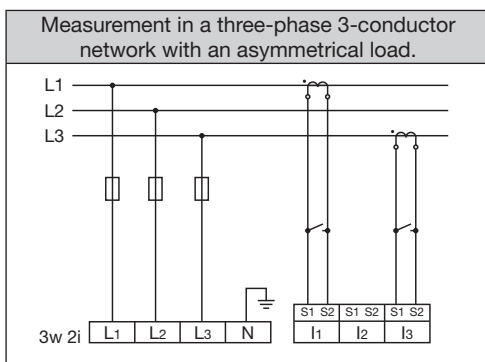 Measurement in a three-phase 3-conductor
network with an asymmetrical load.
L1
L2
L3
S1 S2 S1 S2 S1 S2
3w 2i L1 L2 L3 N I1 I2 I3